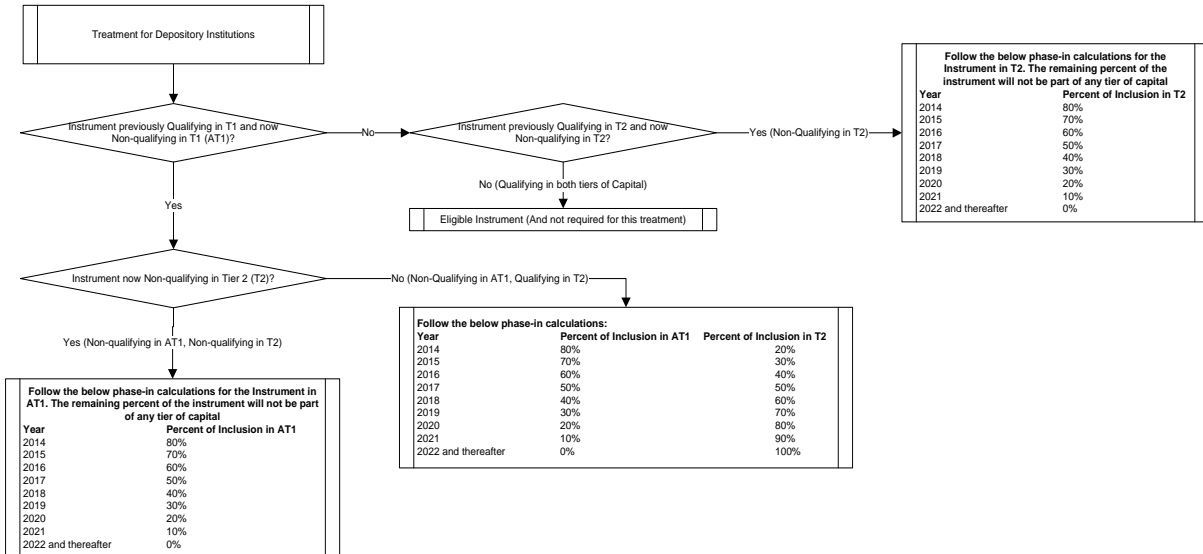 Treatment for Depository Institutions
Instrument previously Qualifying in T1 and now
Non-qualifying in T1 (AT1)?
No
Instrument previously Qualifying in T2 and now
Non-qualifying in T2?
Yes (Non-Qualifying in T2)
Follow the below phase-in calculations for the
Instrument in T2. The remaining percent of the
instrument will not be part of any tier of capital
Year Percent of Inclusion in T2
2014 80%
2015 70%
2016 60%
2017 50%
2018 40%
2019 30%
2020 20%
2021 10%
2022 and thereafter 0%
No (Qualifying in both tiers of Capital)
Eligible Instrument (And not required for this treatment)
Yes
Instrument now Non-qualifying in Tier 2 (T2)?
No (Non-Qualifying in AT1, Qualifying in T2)
Follow the below phase-in calculations:
Year Percent of Inclusion in AT1 Percent of Inclusion in T2
2014 80% 20%
2015 70% 30%
2016 60% 40%
2017 50% 50%
2018 40% 60%
2019 30% 70%
2020 20% 80%
2021 10% 90%
2022 and thereafter 0% 100%
Yes (Non-qualifying in AT1, Non-qualifying in T2)
Follow the below phase-in calculations for the Instrument in
AT1. The remaining percent of the instrument will not be part
of any tier of capital
Year Percent of Inclusion in AT1
2014 80%
2015 70%
2016 60%
2017 50%
2018 40%
2019 30%
2020 20%
2021 10%
2022 and thereafter 0%